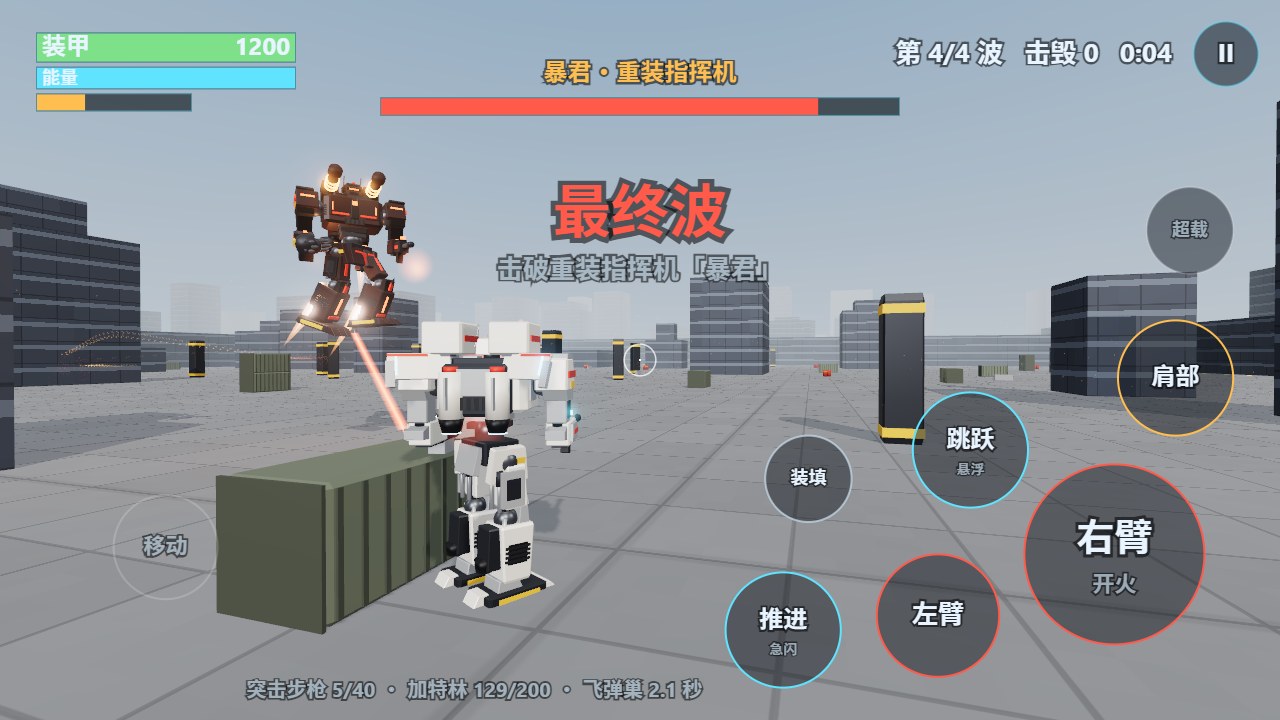 装甲 1200
能量
暴君·重装指挥机
第 4/4 波 击毁 0 0:04
最终波
击破重装指挥机「暴君」
超载
肩部
跳跃
悬浮
装填
右臂
开火
移动
推进
急闪
左臂
突击步枪 5/40 · 加特林 129/200 · 飞弹巢 2.1 秒